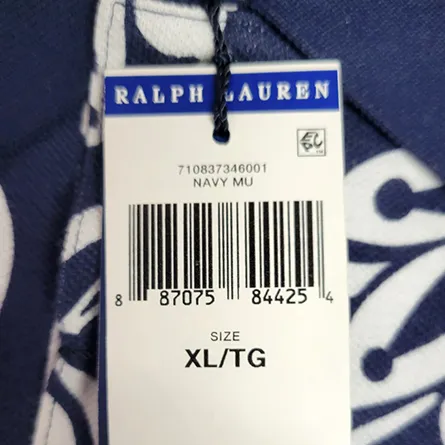 RALPH LAUREN
710837346001
NAVY MU
8 87075 84425 4
SIZE
XL/TG